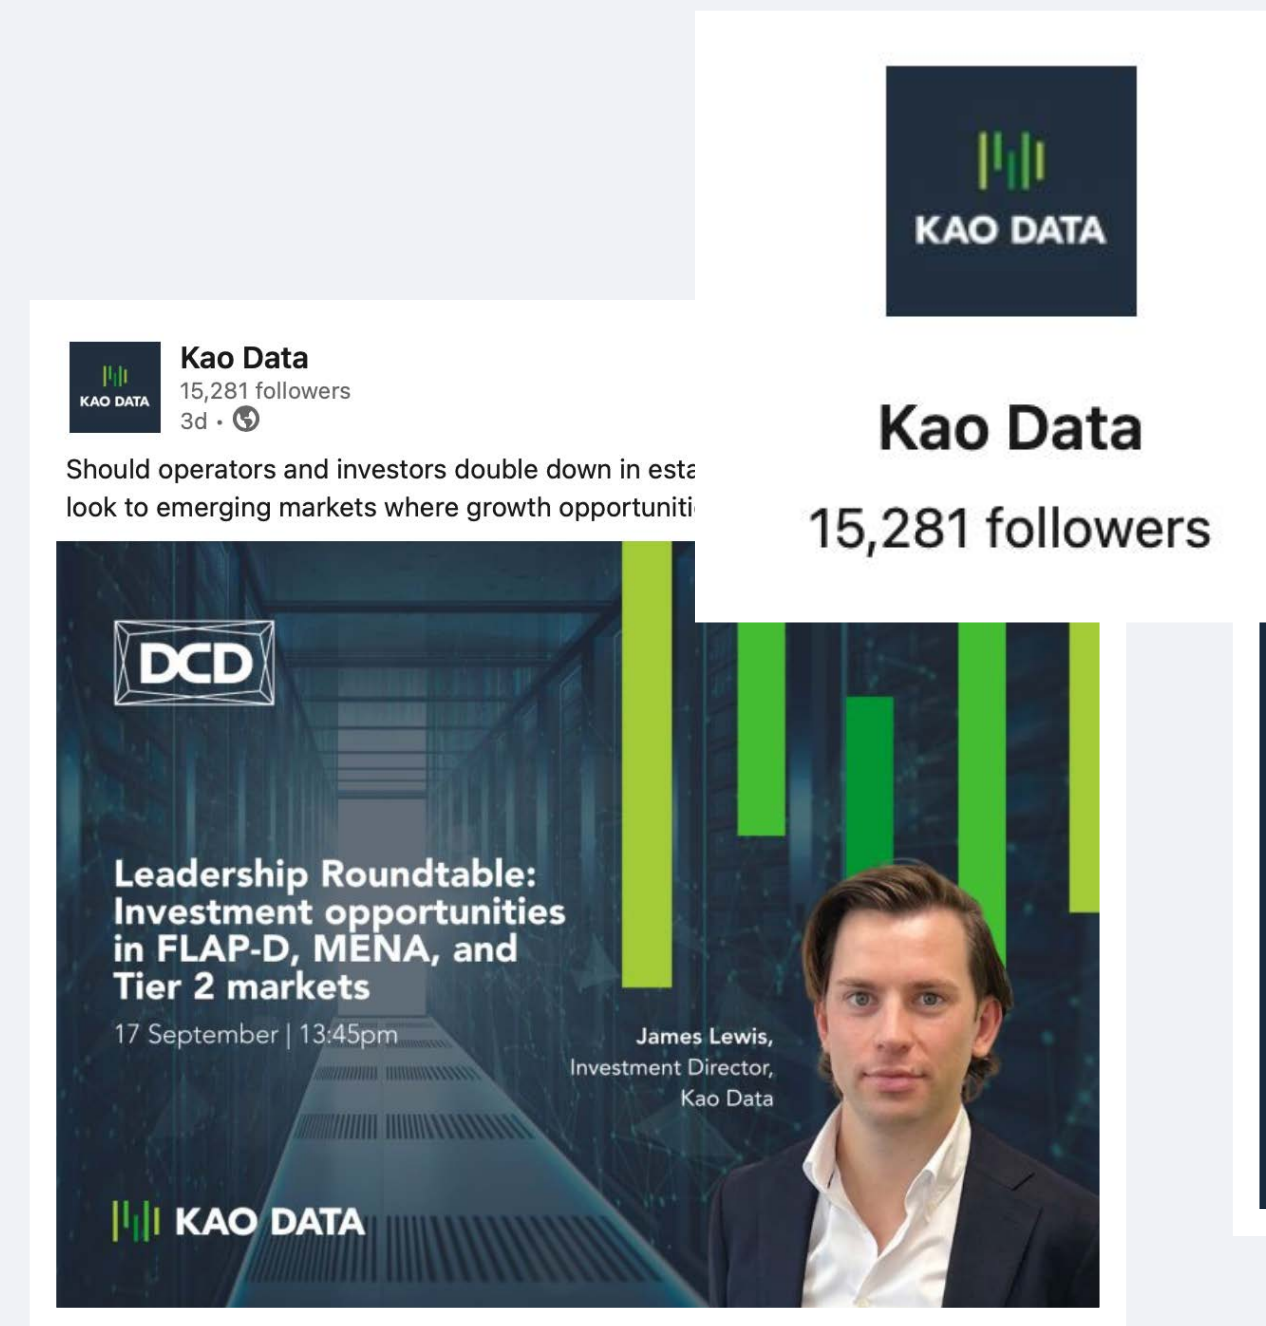 KAO DATA
Kao Data
15,281 followers
KAO DATA
Kao Data
15,281 followers
3d •
Should operators and investors double down in esta
look to emerging markets where growth opportuniti
DCD
Leadership Roundtable:
Investment opportunities
in FLAP-D, MENA, and
Tier 2 markets
17 September | 13:45pm
James Lewis,
Investment Director,
Kao Data
KAO DATA